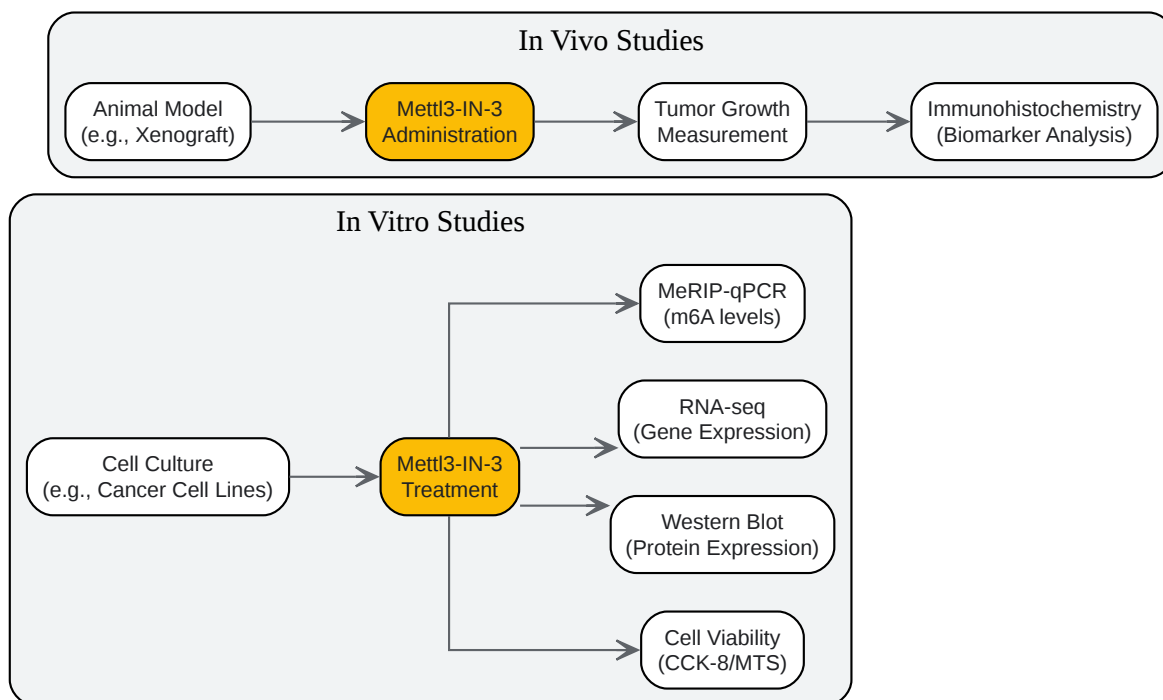 In Vivo Studies
Animal Model
(e.g., Xenograft)
Mettl3-IN-3
Administration
Tumor Growth
Measurement
Immunohistochemistry
(Biomarker Analysis)
In Vitro Studies
Cell Culture
(e.g., Cancer Cell Lines)
Mettl3-IN-3
Treatment
MeRIP-qPCR
(m6A levels)
RNA-seq
(Gene Expression)
Western Blot
(Protein Expression)
Cell Viability
(CCK-8/MTS)